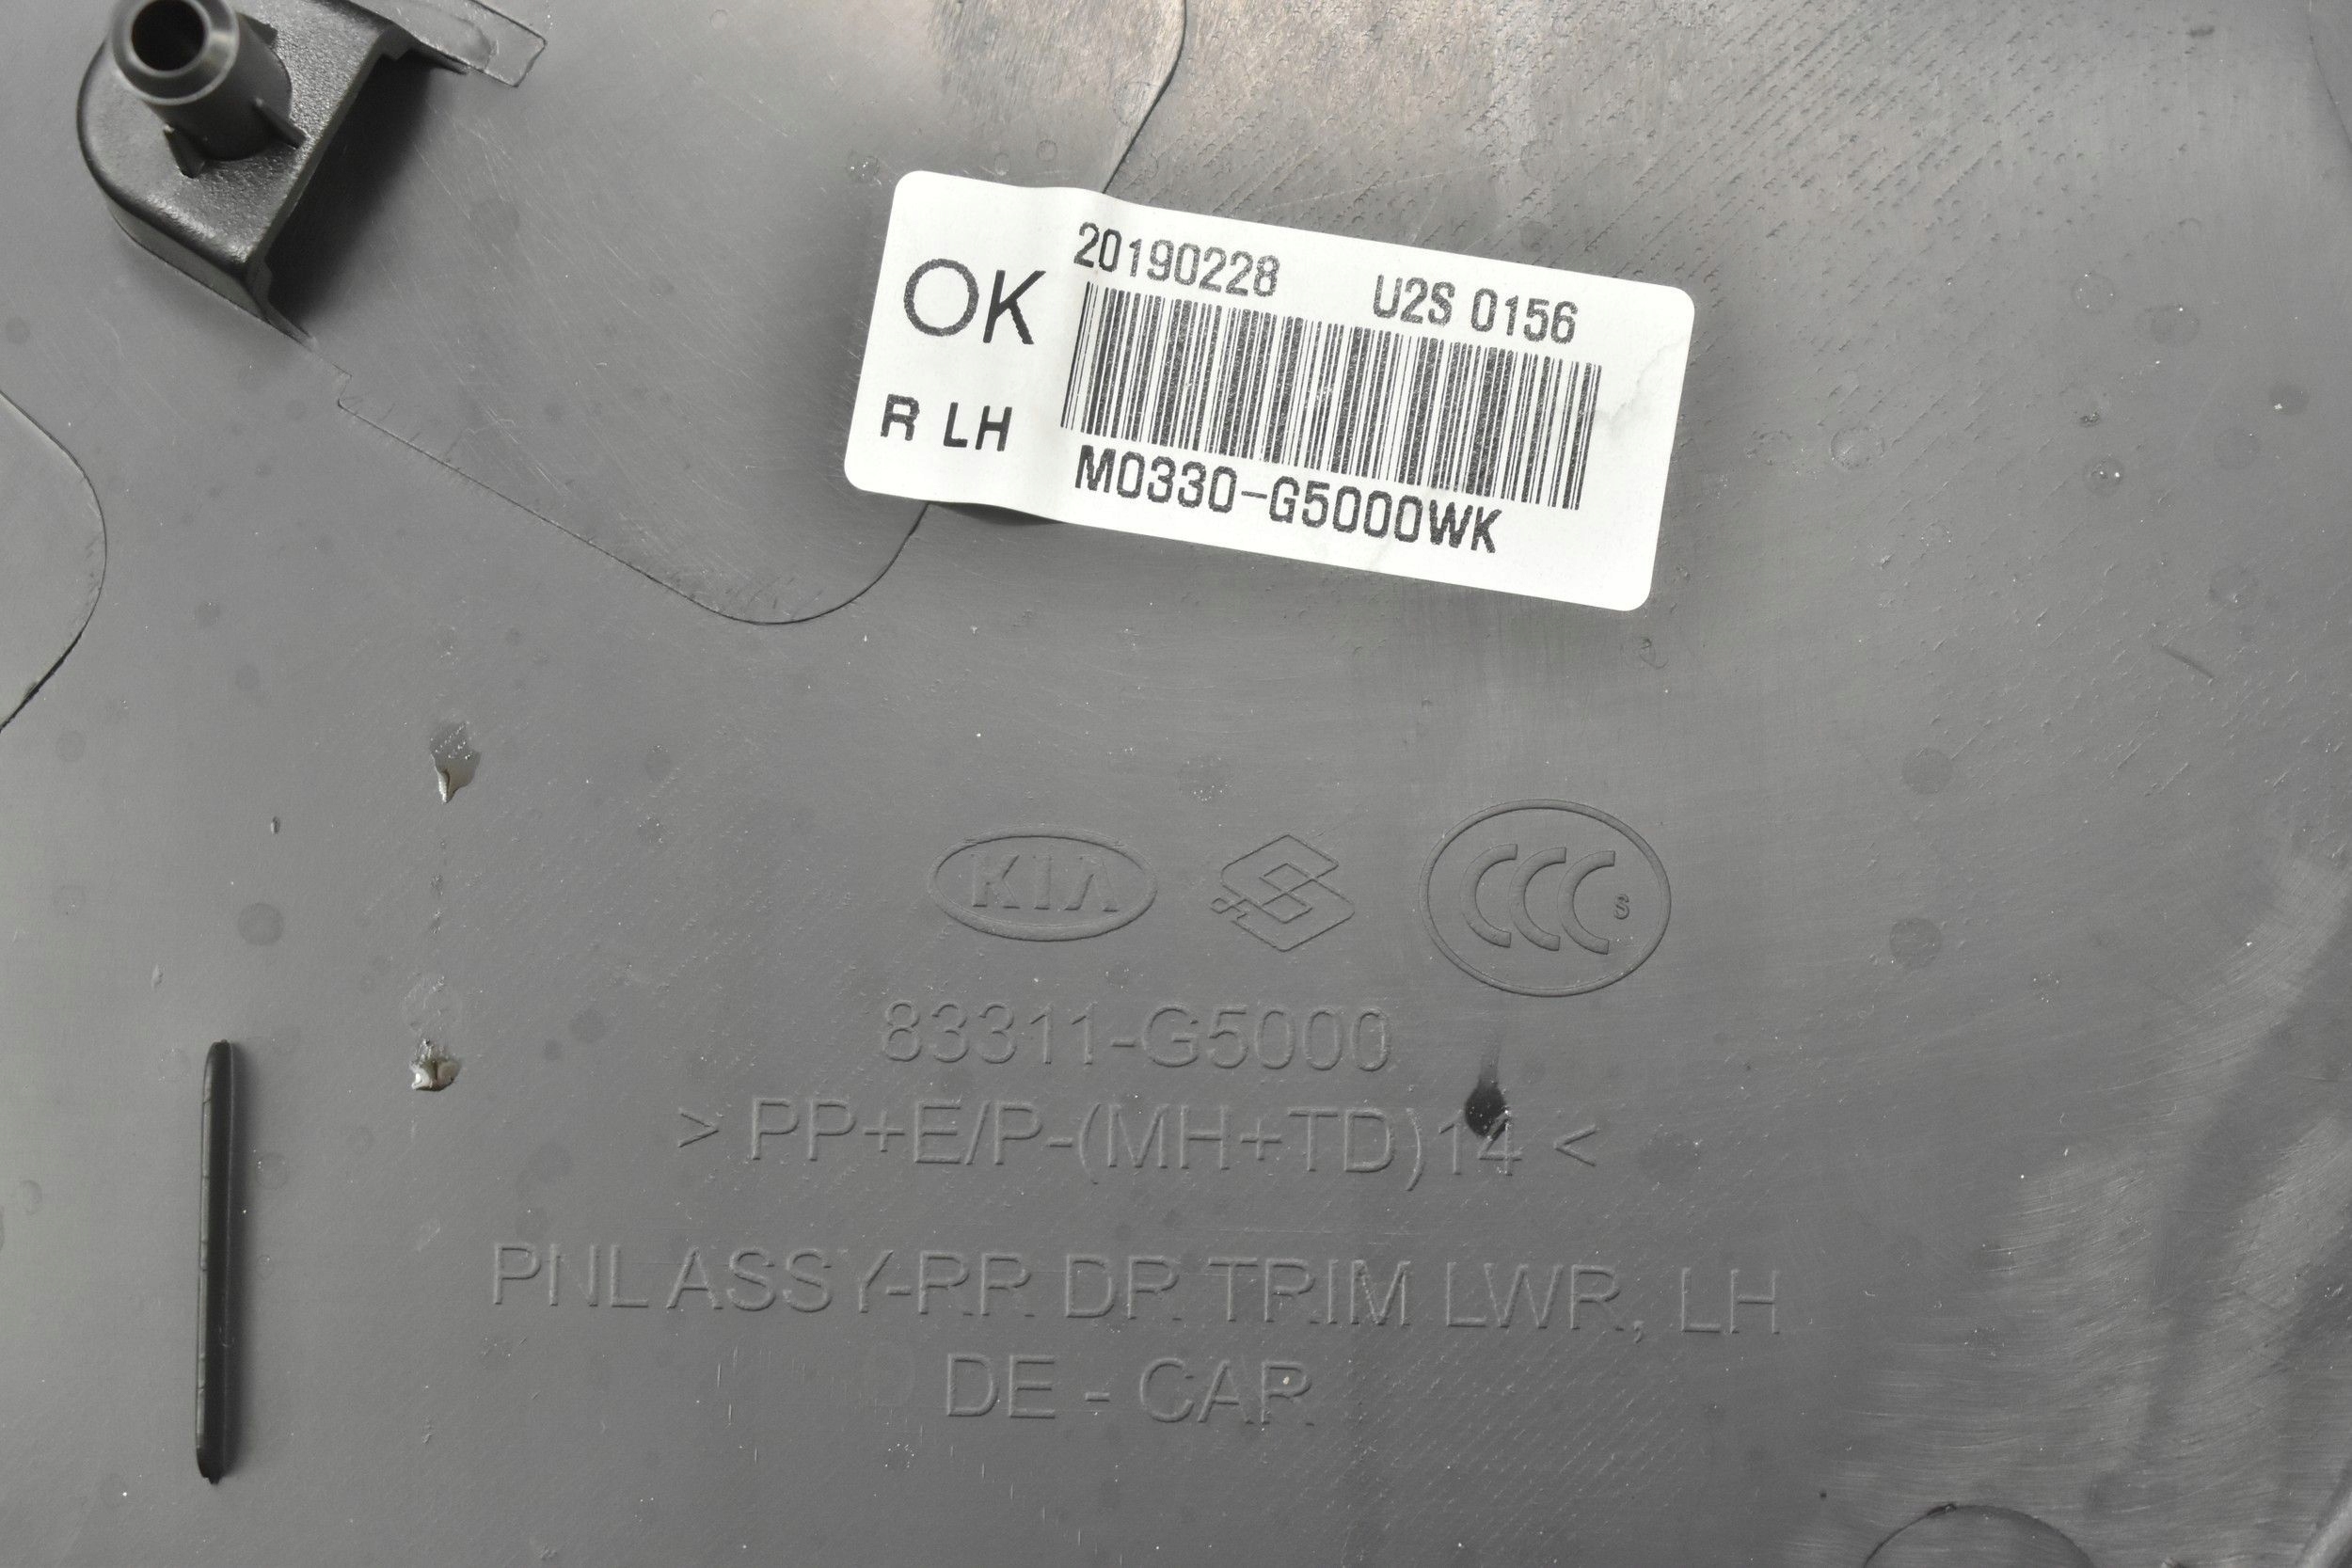 20190228 U2S 0156
OK
R LH
M0330-G5000WK
KIA
CCC S
83311-G5000
> PP+E/P-(MH+TD)14 <
PNL ASSY-RR DR TRIM LWR, LH
DE - CAR